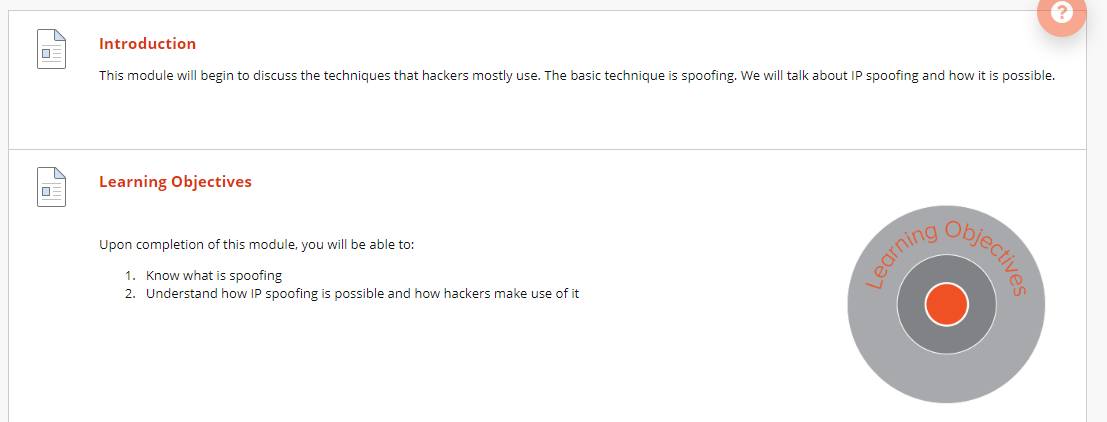 ?
Introduction
This module will begin to discuss the techniques that hackers mostly use. The basic technique is spoofing. We will talk about IP spoofing and how it is possible.
Learning Objectives
Upon completion of this module, you will be able to:
1. Know what is spoofing
2. Understand how IP spoofing is possible and how hackers make use of it
Learning Objectives